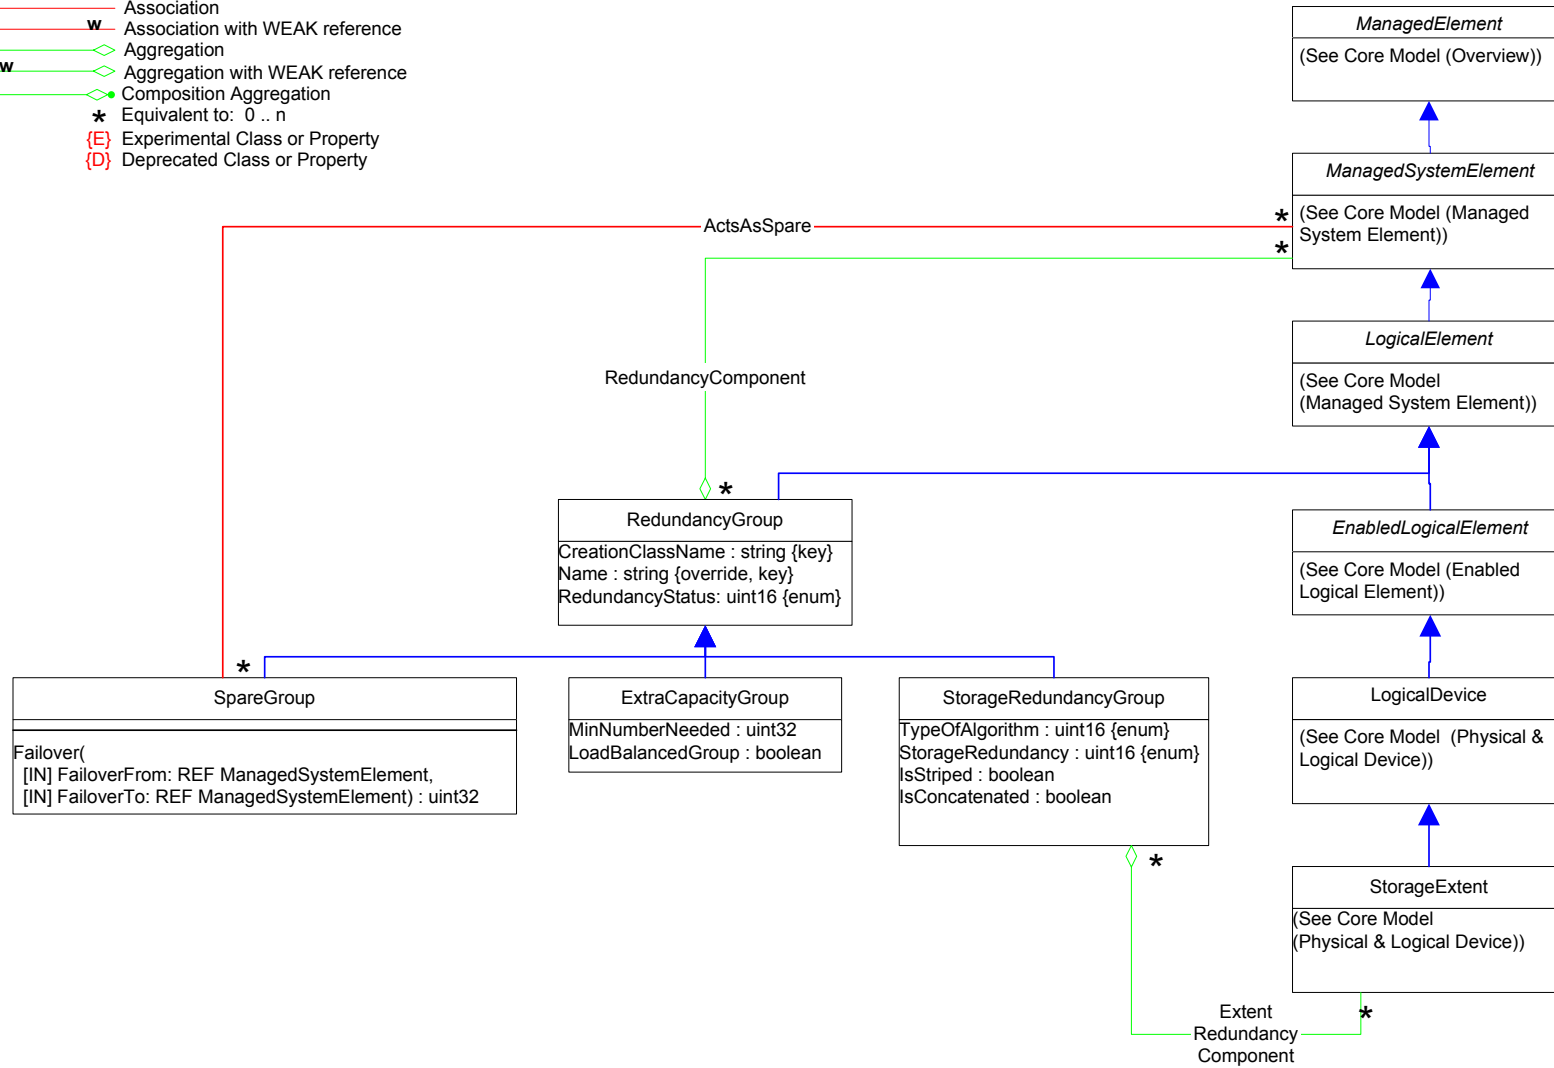 Association
w
Association with WEAK reference
Aggregation
w
Aggregation with WEAK reference
Composition Aggregation
* Equivalent to: 0 .. n
{E} Experimental Class or Property
{D} Deprecated Class or Property
ManagedElement
(See Core Model (Overview))
ManagedSystemElement
(See Core Model (Managed
System Element))
*
*
ActsAsSpare
LogicalElement
(See Core Model
(Managed System Element))
RedundancyComponent
*
RedundancyGroup
CreationClassName : string {key}
Name : string {override, key}
RedundancyStatus: uint16 {enum}
EnabledLogicalElement
(See Core Model (Enabled
Logical Element))
*
SpareGroup
Failover(
[IN] FailoverFrom: REF ManagedSystemElement,
[IN] FailoverTo: REF ManagedSystemElement) : uint32
ExtraCapacityGroup
MinNumberNeeded : uint32
LoadBalancedGroup : boolean
StorageRedundancyGroup
TypeOfAlgorithm : uint16 {enum}
StorageRedundancy : uint16 {enum}
IsStriped : boolean
IsConcatenated : boolean
*
LogicalDevice
(See Core Model (Physical &
Logical Device))
StorageExtent
(See Core Model
(Physical & Logical Device))
*
Extent
Redundancy
Component